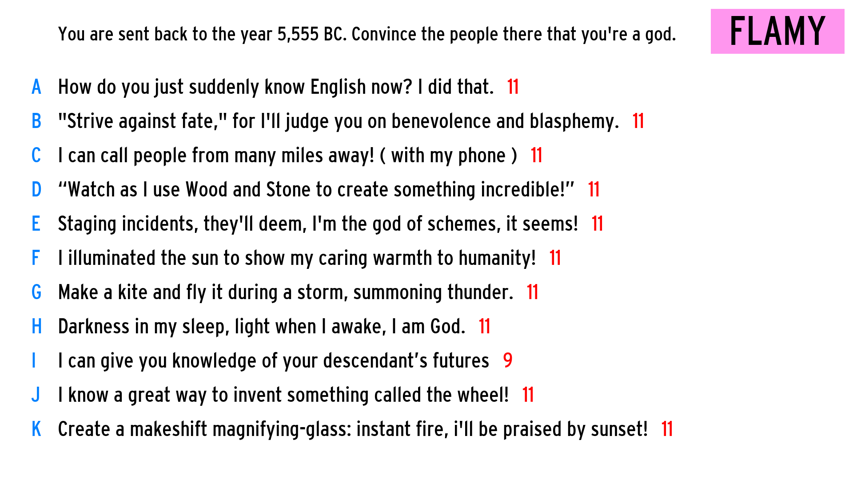 You are sent back to the year 5,555 BC. Convince the people there that you're a god.
FLAMY
A How do you just suddenly know English now? I did that. 11
B "Strive against fate," for I'll judge you on benevolence and blasphemy. 11
C I can call people from many miles away! ( with my phone ) 11
D “Watch as I use Wood and Stone to create something incredible!” 11
E Staging incidents, they'll deem, I'm the god of schemes, it seems! 11
F I illuminated the sun to show my caring warmth to humanity! 11
G Make a kite and fly it during a storm, summoning thunder. 11
H Darkness in my sleep, light when I awake, I am God. 11
I I can give you knowledge of your descendant’s futures 9
J I know a great way to invent something called the wheel! 11
K Create a makeshift magnifying-glass: instant fire, i'll be praised by sunset! 11